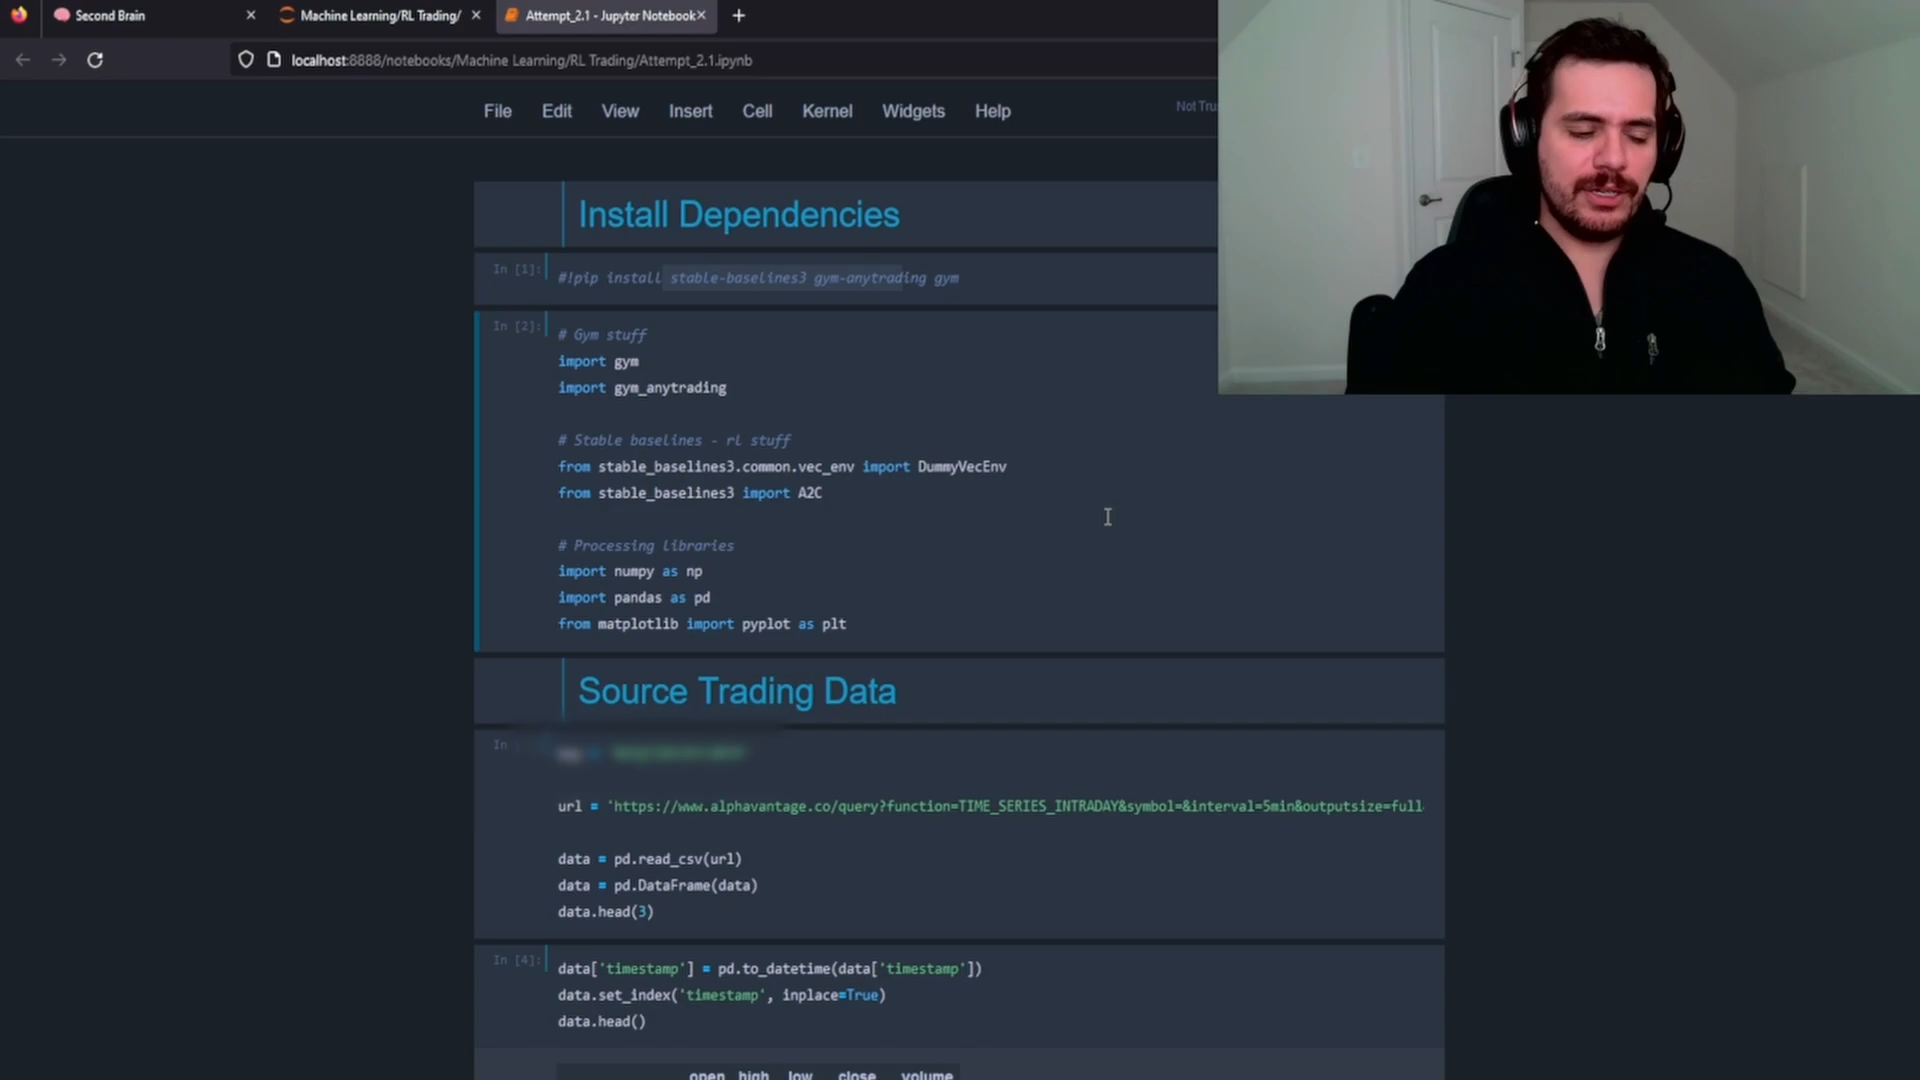 Second Brain
Machine Learning/RL Trading/
Attempt_2.1 - Jupyter Notebook
localhost:8888/notebooks/Machine Learning/RL Trading/Attempt_2.1.ipynb
File Edit View Insert Cell Kernel Widgets Help
Not Tru
Install Dependencies
In [1]: #!pip install stable-baselines3 gym-anytrading gym
In [2]: # Gym stuff
import gym
import gym_anytrading
# Stable baselines - rl stuff
from stable_baselines3.common.vec_env import DummyVecEnv
from stable_baselines3 import A2C
# Processing libraries
import numpy as np
import pandas as pd
from matplotlib import pyplot as plt
Source Trading Data
In
url = 'https://www.alphavantage.co/query?function=TIME_SERIES_INTRADAY&symbol=&interval=5min&outputsize=full
data = pd.read_csv(url)
data = pd.DataFrame(data)
data.head(3)
In [4]: data['timestamp'] = pd.to_datetime(data['timestamp'])
data.set_index('timestamp', inplace=True)
data.head()
open high low close volume